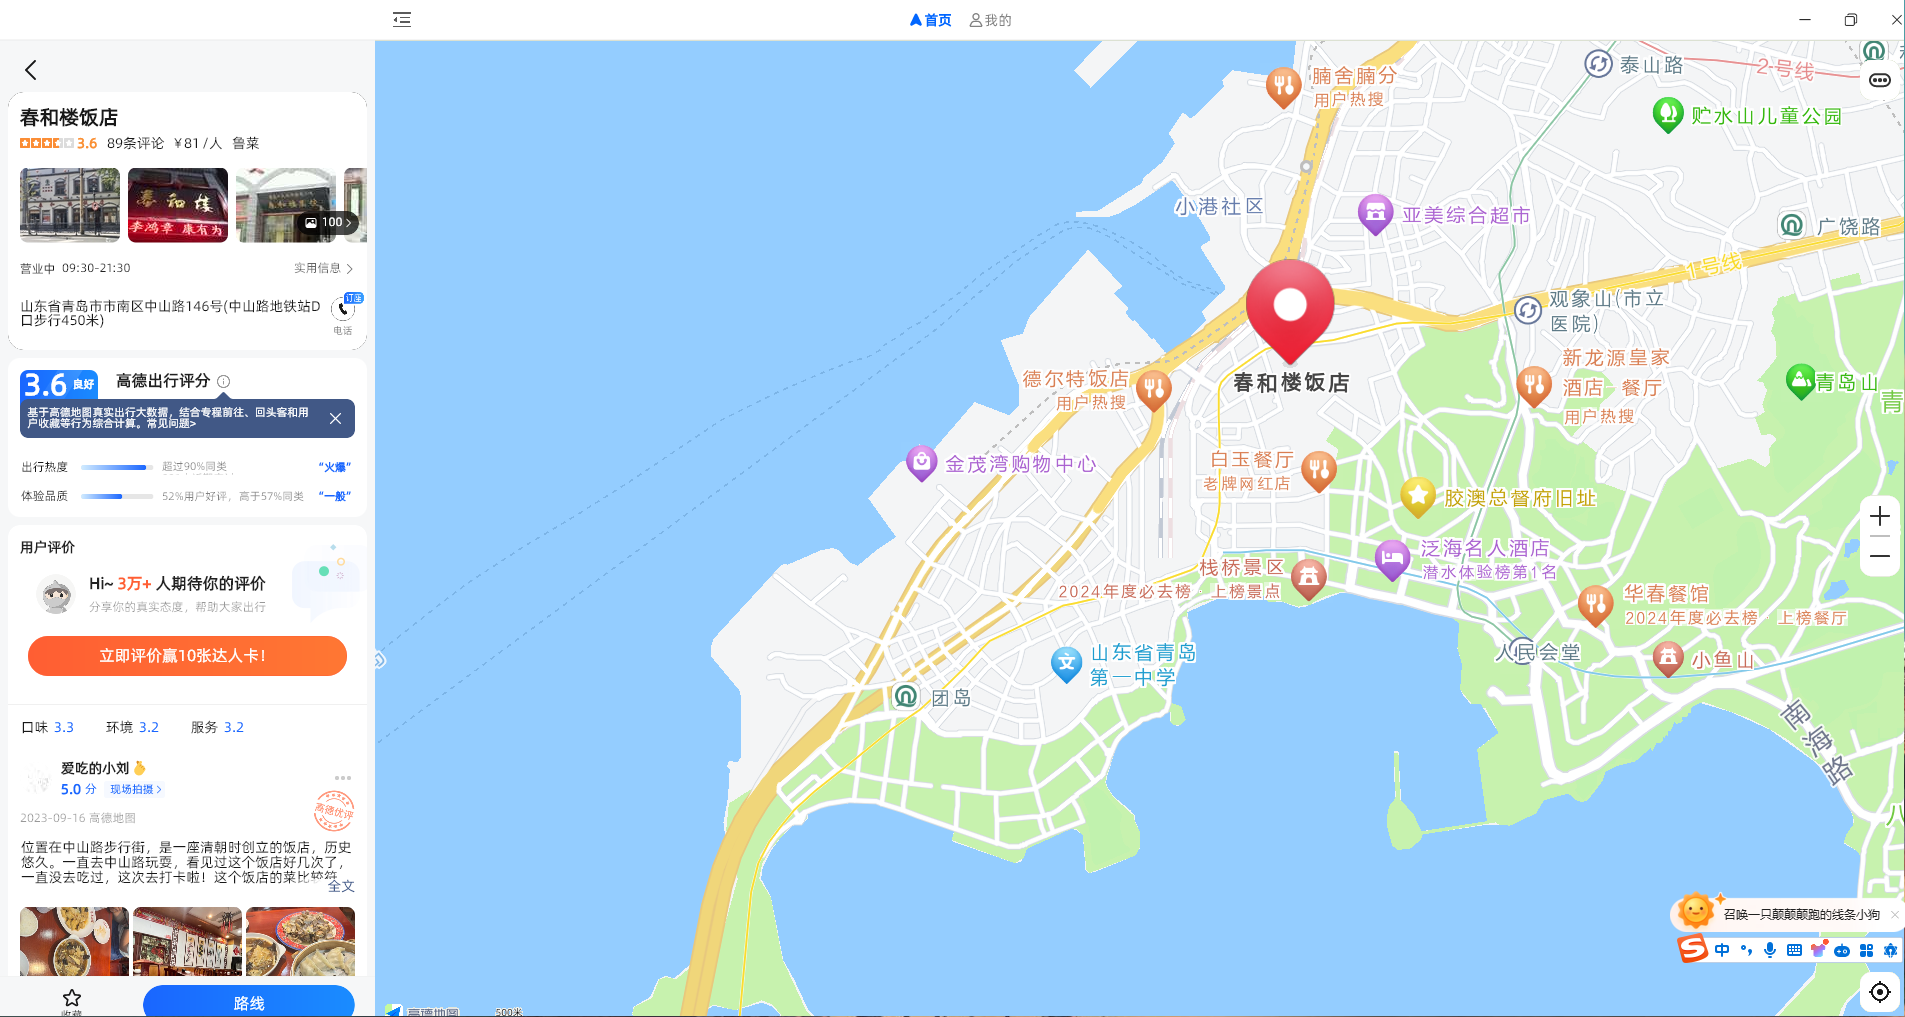 首页
我的
春和楼饭店
3.6 89条评论 ￥81/人 鲁菜
春和楼
李鸿章 康有为
100
营业中 09:30-21:30
实用信息
山东省青岛市市南区中山路146号(中山路地铁站D
口步行450米)
订座
电话
3.6 良好
高德出行评分
基于高德地图真实出行大数据，结合专程前往、回头客和用
户收藏等行为综合计算。常见问题>
出行热度 超过90%同类 “火爆”
体验品质 52%用户好评，高于57%同类 “一般”
用户评价
Hi~ 3万+ 人期待你的评价
分享你的真实态度，帮助大家出行
立即评价赢10张达人卡！
口味 3.3 环境 3.2 服务 3.2
爱吃的小刘
5.0 分 现场拍摄
高德优评
2023-09-16 高德地图
位置在中山路步行街，是一座清朝时创立的饭店，历史
悠久。一直去中山路玩耍，看见过这个饭店好几次了，
一直没去吃过，这次去打卡啦！这个饭店的菜比较符
全文
收藏
路线
腩舍腩分
用户热搜
泰山路
2号线
贮水山儿童公园
小港社区
亚美综合超市
广饶路
1号线
观象山(市立
医院)
春和楼饭店
德尔特饭店
用户热搜
新龙源皇家
酒店 餐厅
用户热搜
青岛山
青
金茂湾购物中心
白玉餐厅
老牌网红店
胶澳总督府旧址
泛海名人酒店
潜水体验榜第1名
栈桥景区
2024年度必去榜 · 上榜景点
华春餐馆
2024年度必去榜 · 上榜餐厅
人民会堂
小鱼山
山东省青岛
第一中学
文
团岛
南海路
八
召唤一只颠颠颠跑的线条小狗
S 中
高德地图
500米